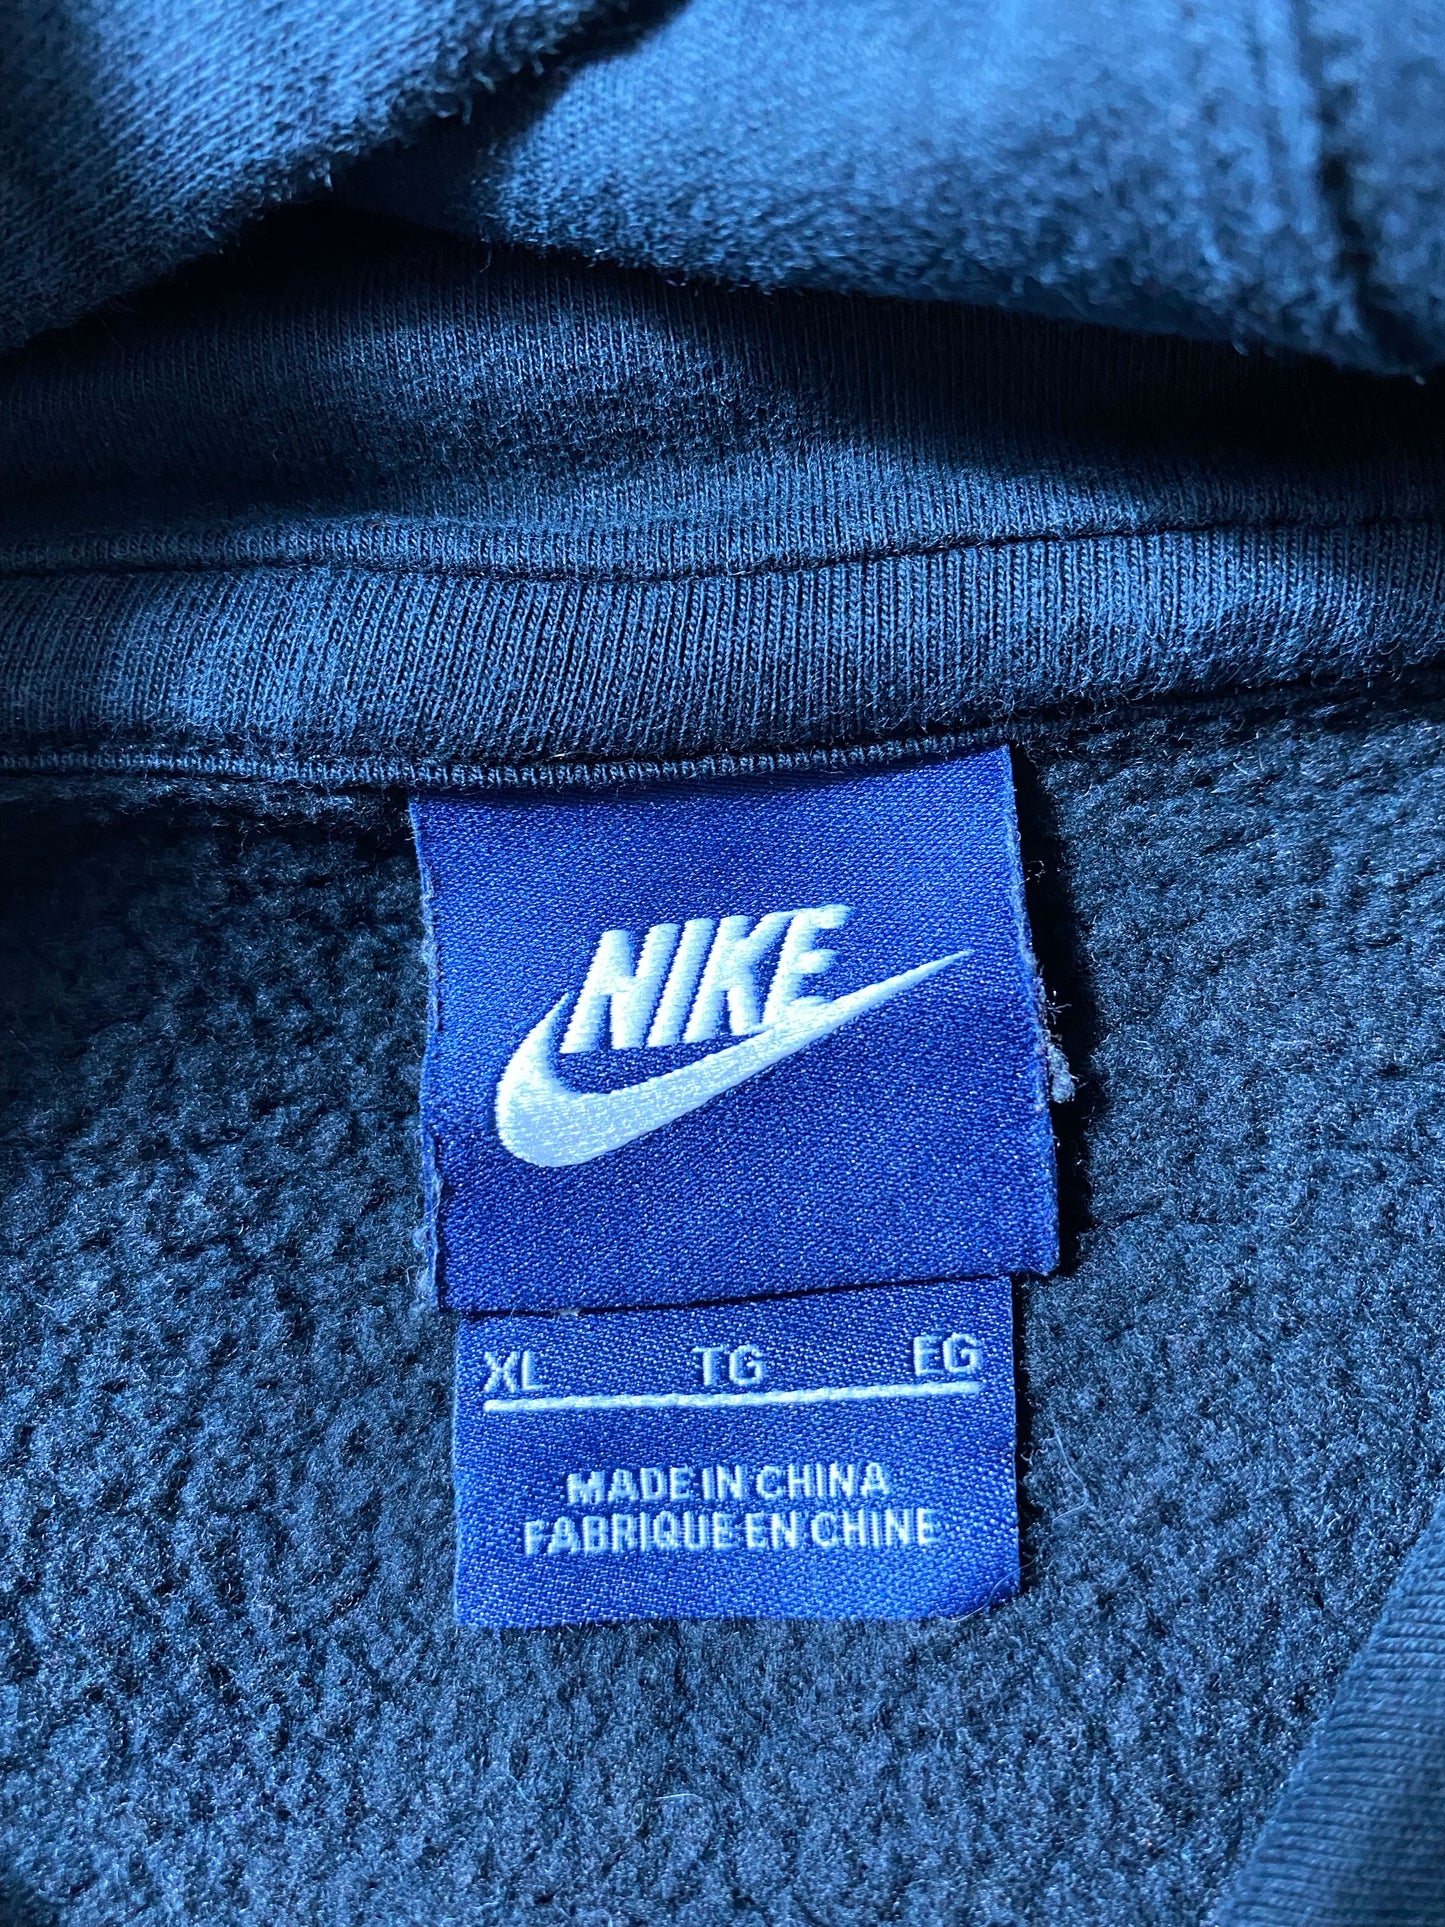 NIKE
XL TG EG
MADE IN CHINA
FABRIQUE EN CHINE